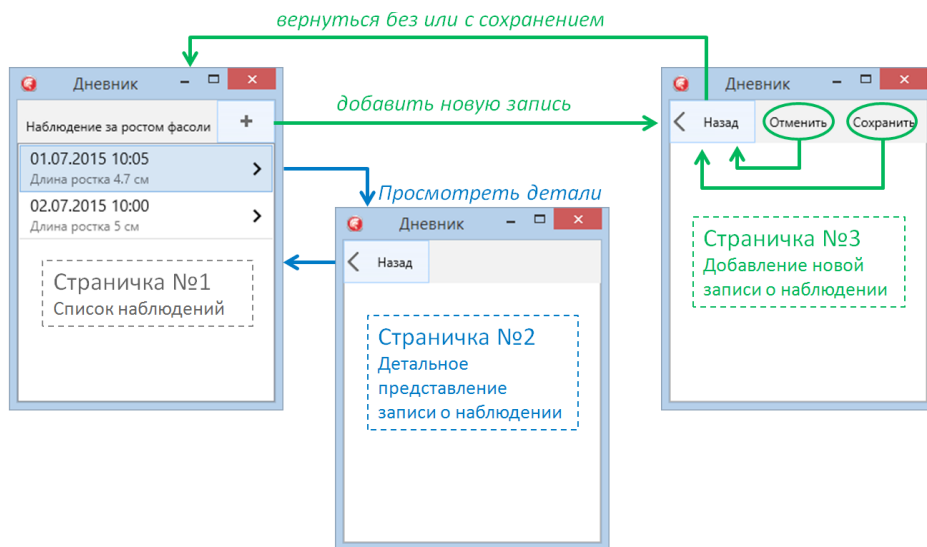 вернуться без или с сохранением
Дневник
Наблюдение за ростом фасоли +
01.07.2015 10:05
Длина ростка 4.7 см
02.07.2015 10:00
Длина ростка 5 см
Страничка №1
Список наблюдений
добавить новую запись
Просмотреть детали
Дневник
Назад
Страничка №2
Детальное
представление
записи о наблюдении
Дневник
Назад Отменить Сохранить
Страничка №3
Добавление новой
записи о наблюдении